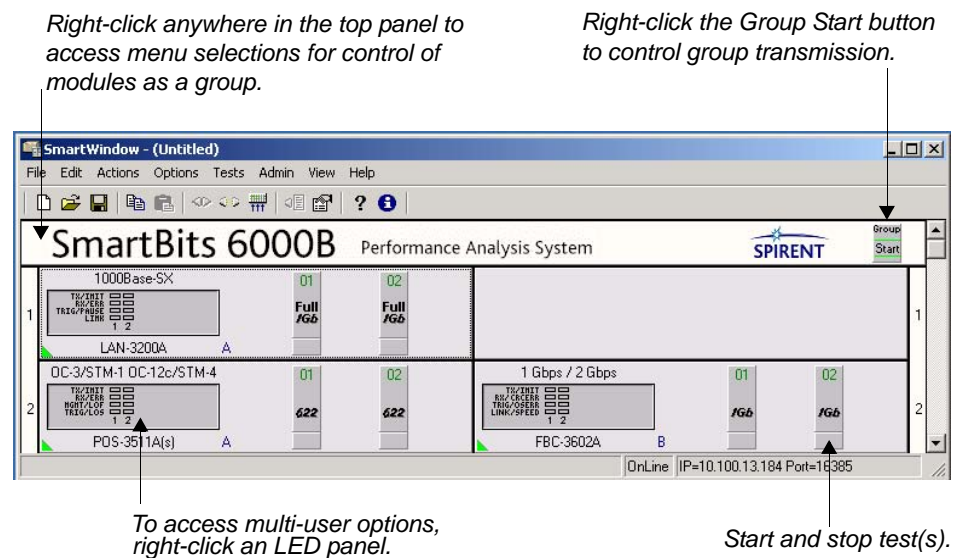 Right-click anywhere in the top panel to
access menu selections for control of
modules as a group.
Right-click the Group Start button
to control group transmission.
SmartWindow - (Untitled)
File Edit Actions Options Tests Admin View Help
SmartBits 6000B Performance Analysis System
SPIRENT
Group
Start
1000Base-SX
01
02
TX/INIT
RX/ERR
TRIG/PAUSE
LINK
1 2
Full
1Gb
Full
1Gb
1
1
LAN-3200A A
OC-3/STM-1 OC-12c/STM-4
01
02
TX/INIT
RX/ERR
MGMT/LOF
TRIG/LOS
1 2
622
622
2
POS-3511A(s) A
1 Gbps / 2 Gbps
01
02
TX/INIT
RX/CRCERR
TRIG/OSERR
LINK/SPEED
1 2
1Gb
1Gb
2
FBC-3602A B
OnLine IP=10.100.13.184 Port=16385
To access multi-user options,
right-click an LED panel.
Start and stop test(s).